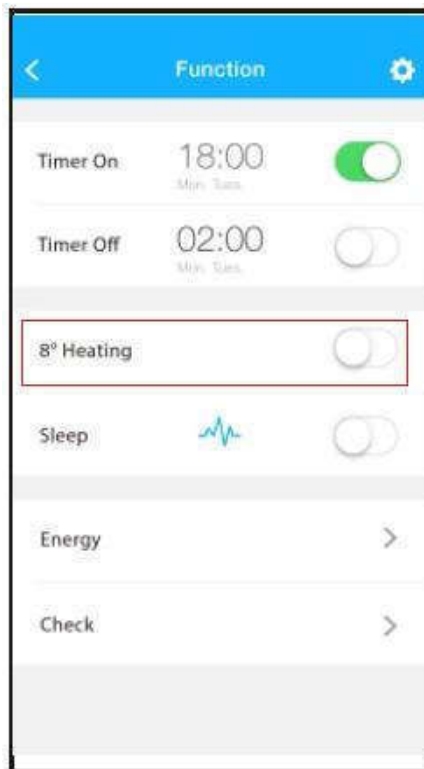 Function
Timer On 18:00
Mon. Tues.
Timer Off 02:00
Mon. Tues.
8° Heating
Sleep
Energy
Check